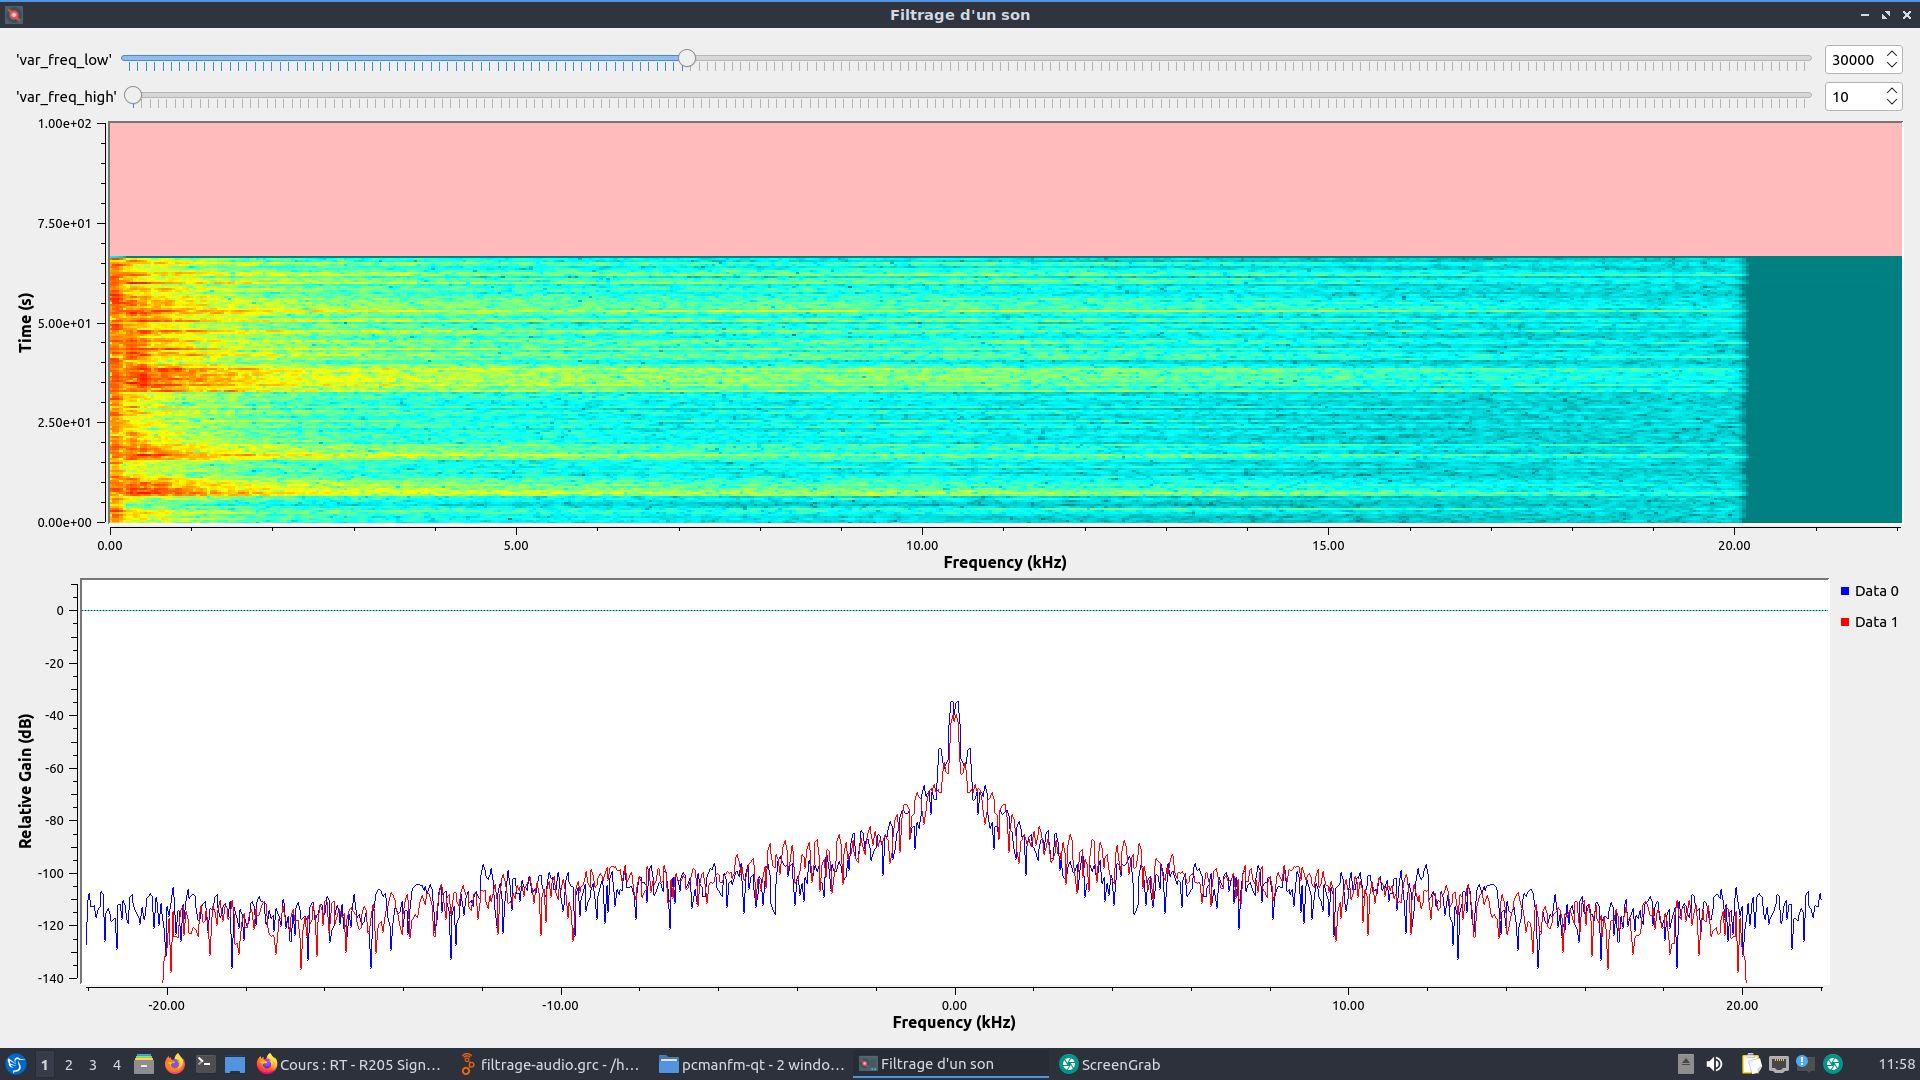 Filtrage d'un son
'var_freq_low'
30000
'var_freq_high'
10
1.00e+02
7.50e+01
5.00e+01
2.50e+01
0.00e+00
Time (s)
0.00 5.00 10.00 15.00 20.00
Frequency (kHz)
0
-20
-40
-60
-80
-100
-120
-140
Relative Gain (dB)
Data 0
Data 1
-20.00 -10.00 0.00 10.00 20.00
Frequency (kHz)
1 2 3 4 Cours : RT - R205 Sign... filtrage-audio.grc - /h... pcmanfm-qt - 2 windo... Filtrage d'un son ScreenGrab 11:58